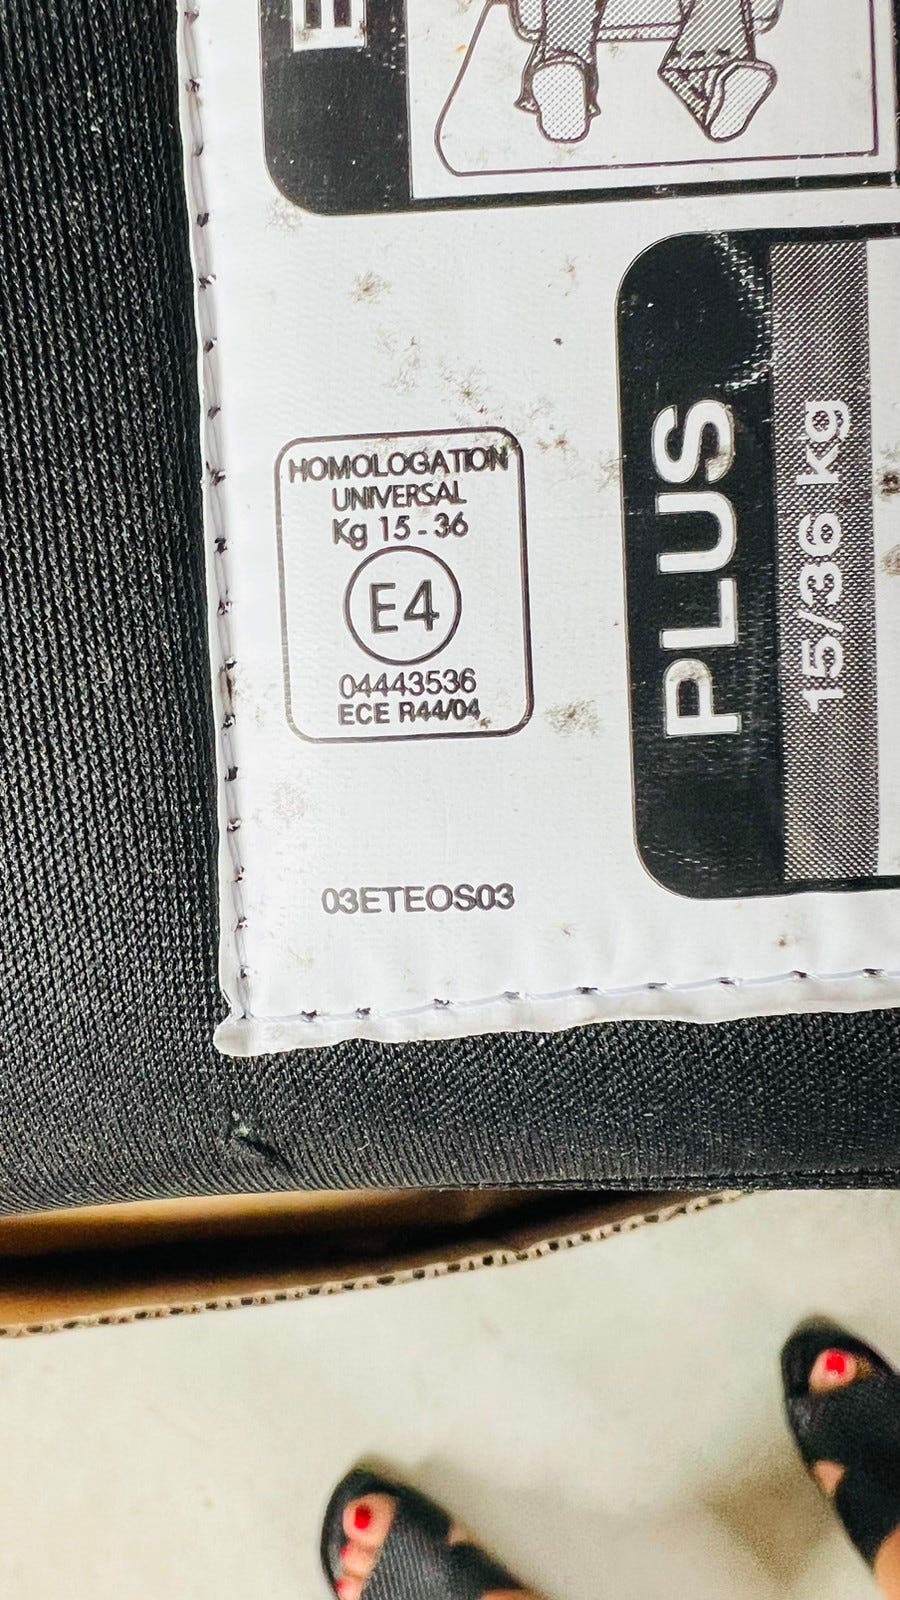 HOMOLOGATION
UNIVERSAL
Kg 15 - 36
E4
04443536
ECE R44/04
03ETEOS03
PLUS
15/36 Kg